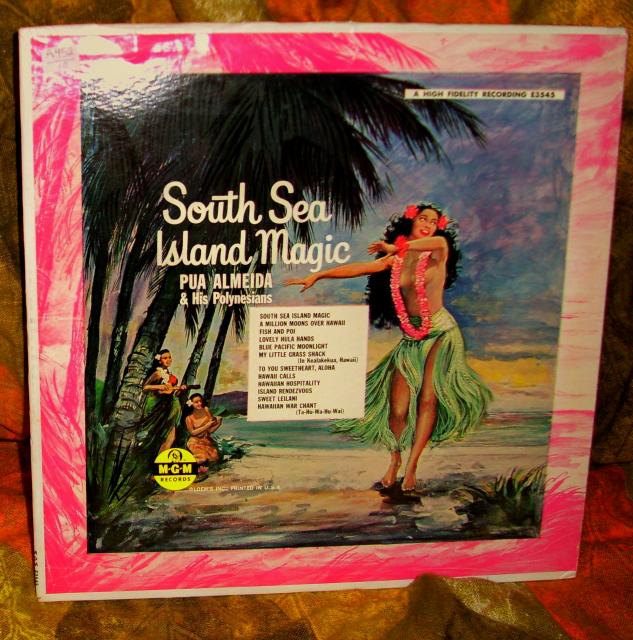 A HIGH FIDELITY RECORDING E3545
South Sea
Island Magic
PUA ALMEIDA
& His Polynesians
SOUTH SEA ISLAND MAGIC
A MILLION MOONS OVER HAWAII
FISH AND POI
LOVELY HULA HANDS
BLUE PACIFIC MOONLIGHT
MY LITTLE GRASS SHACK
(In Kealakekua, Hawaii)
TO YOU SWEETHEART, ALOHA
HAWAII CALLS
HAWAIIAN HOSPITALITY
ISLAND RENDEZVOUS
SWEET LEILANI
HAWAIIAN WAR CHANT
(Ta-Hu-Wa-Hu-Wai)
M-G-M
RECORDS
LOEW'S INC. PRINTED IN U.S.A.